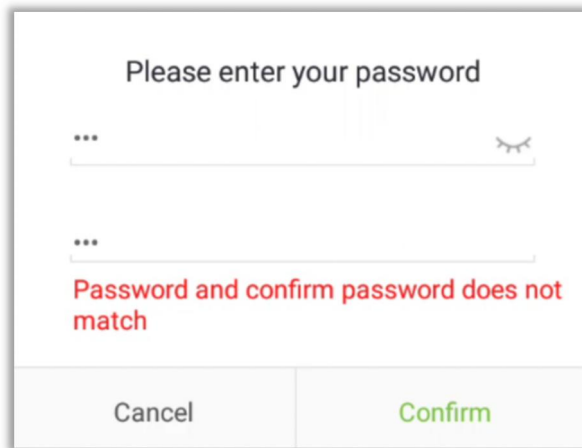 Please enter your password
•••
•••
Password and confirm password does not
match
Cancel
Confirm